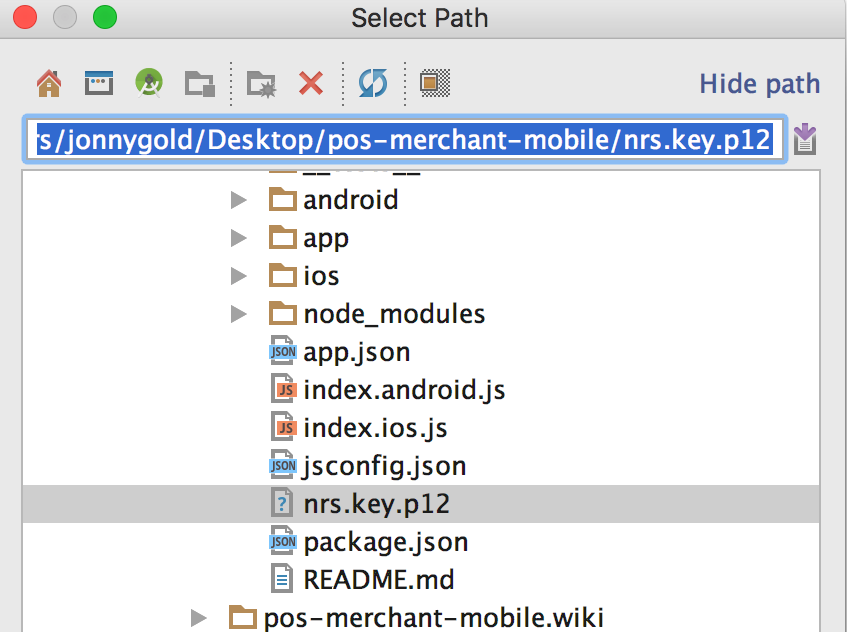 Select Path
Hide path
rs/jonnygold/Desktop/pos-merchant-mobile/nrs.key.p12
android
app
ios
node_modules
JSON app.json
JS index.android.js
JS index.ios.js
JSON jsconfig.json
? nrs.key.p12
JSON package.json
README.md
pos-merchant-mobile.wiki